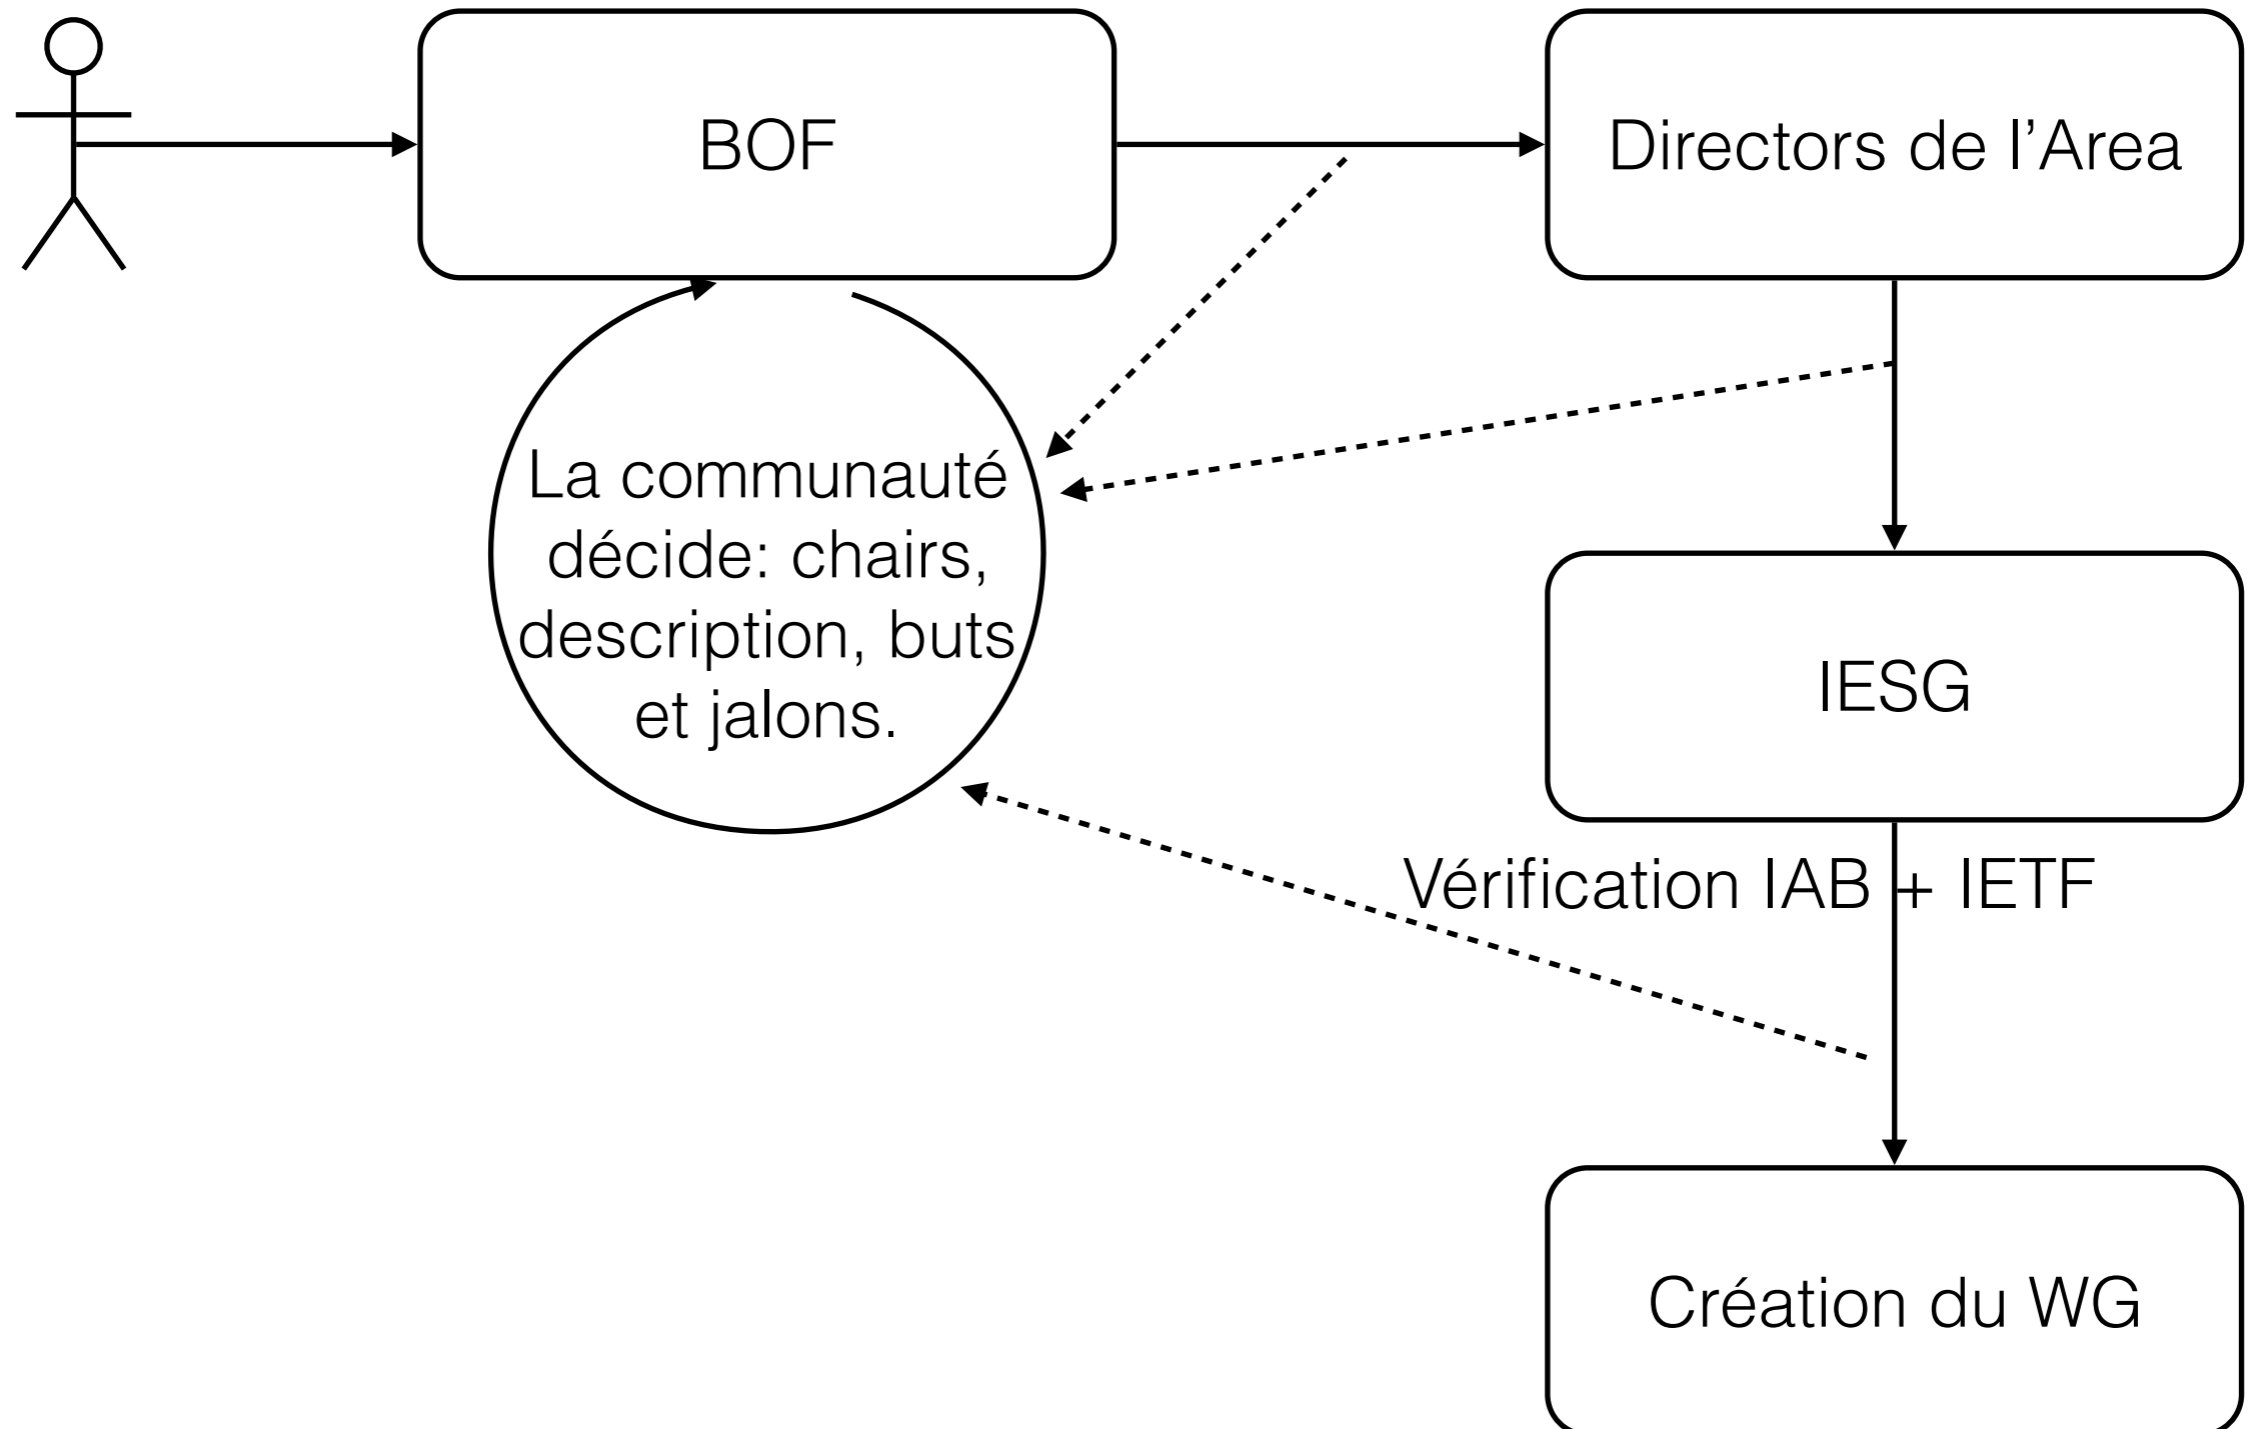 BOF
Directors de l’Area
La communauté
décide: chairs,
description, buts
et jalons.
IESG
Vérification IAB + IETF
Création du WG